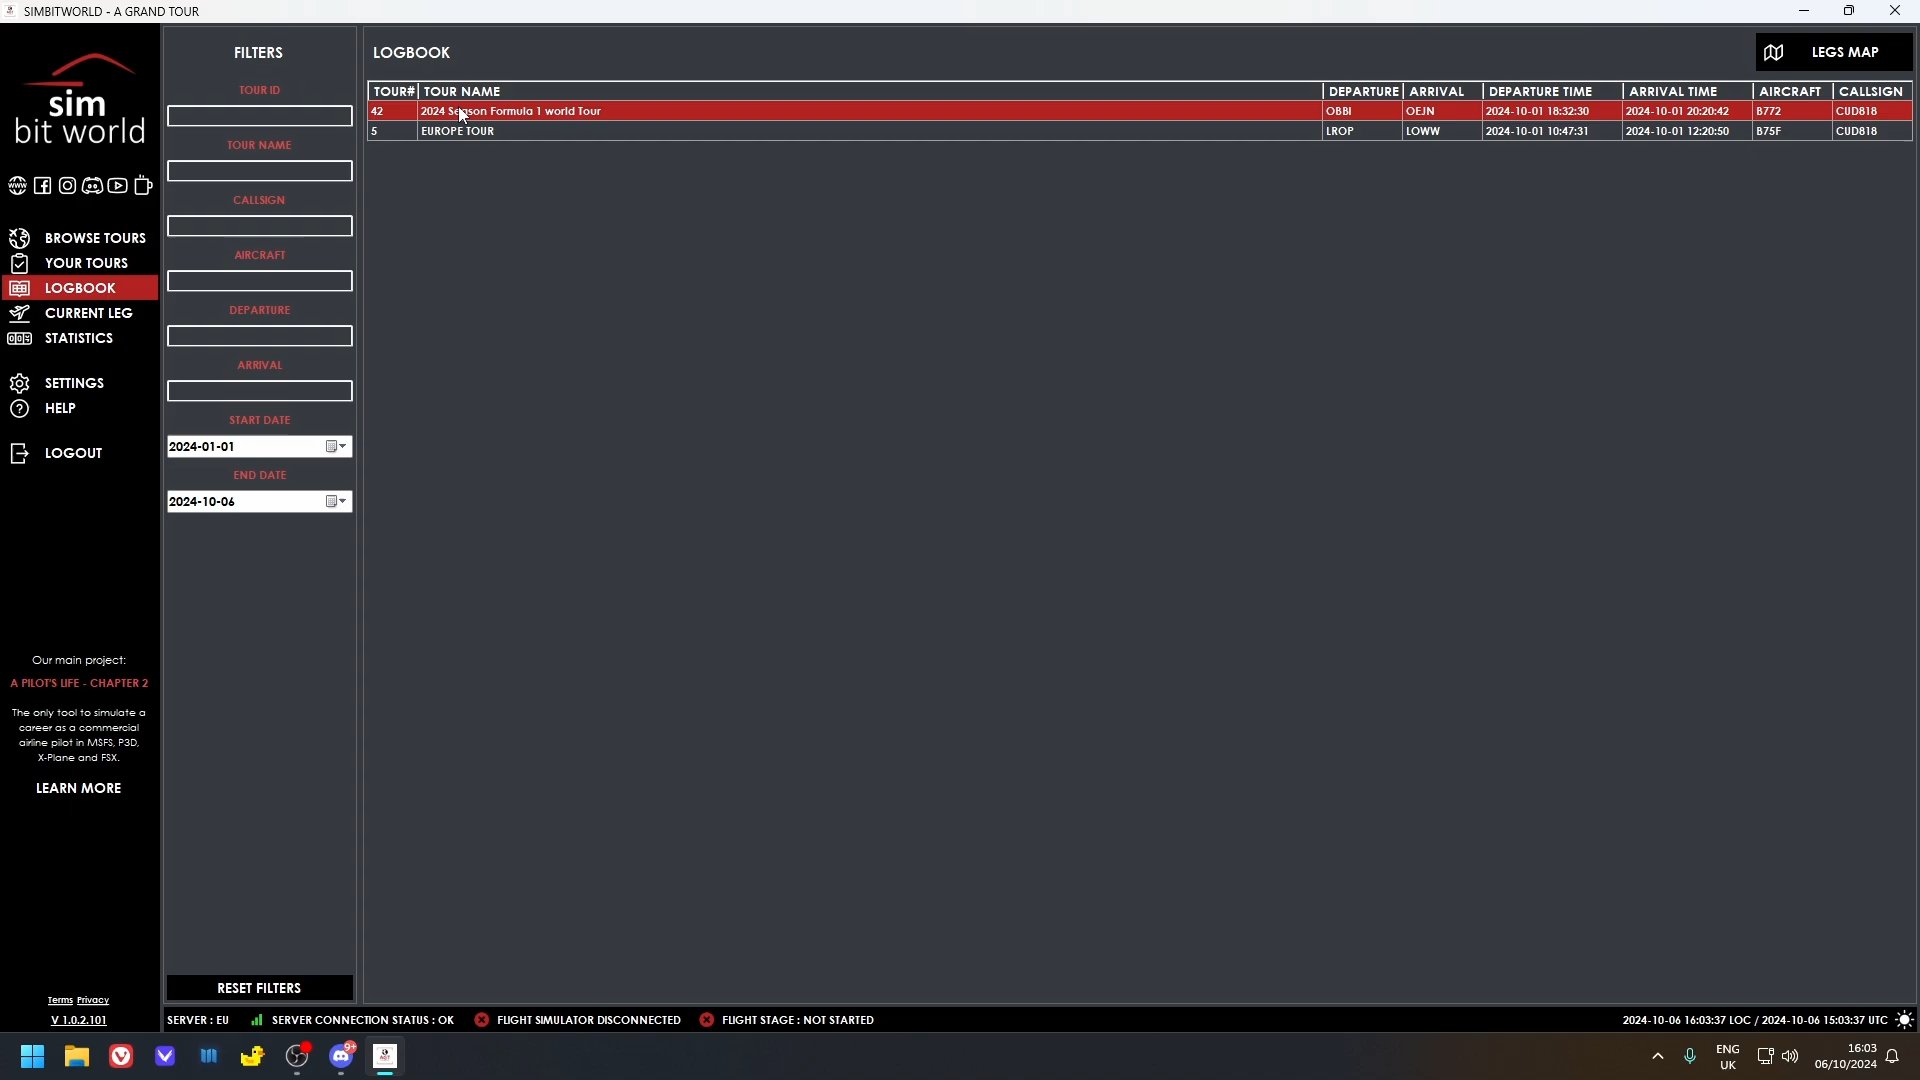 SIMBITWORLD - A GRAND TOUR
sim
bit world
www
BROWSE TOURS
YOUR TOURS
LOGBOOK
CURRENT LEG
STATISTICS
SETTINGS
HELP
LOGOUT
Our main project:
A PILOT'S LIFE - CHAPTER 2
The only tool to simulate a
career as a commercial
airline pilot in MSFS, P3D,
X-Plane and FSX.
LEARN MORE
Terms Privacy
V 1.0.2.101
FILTERS
TOUR ID
TOUR NAME
CALLSIGN
AIRCRAFT
DEPARTURE
ARRIVAL
START DATE
2024-01-01
END DATE
2024-10-06
RESET FILTERS
LOGBOOK
LEGS MAP
TOUR# TOUR NAME DEPARTURE ARRIVAL DEPARTURE TIME ARRIVAL TIME AIRCRAFT CALLSIGN
42 2024 Season Formula 1 world Tour OBBI OEJN 2024-10-01 18:32:30 2024-10-01 20:20:42 B772 CUD818
5 EUROPE TOUR LROP LOWW 2024-10-01 10:47:31 2024-10-01 12:20:50 B75F CUD818
SERVER : EU SERVER CONNECTION STATUS : OK FLIGHT SIMULATOR DISCONNECTED FLIGHT STAGE : NOT STARTED 2024-10-06 16:03:37 LOC / 2024-10-06 15:03:37 UTC
9+
ENG
UK
16:03
06/10/2024